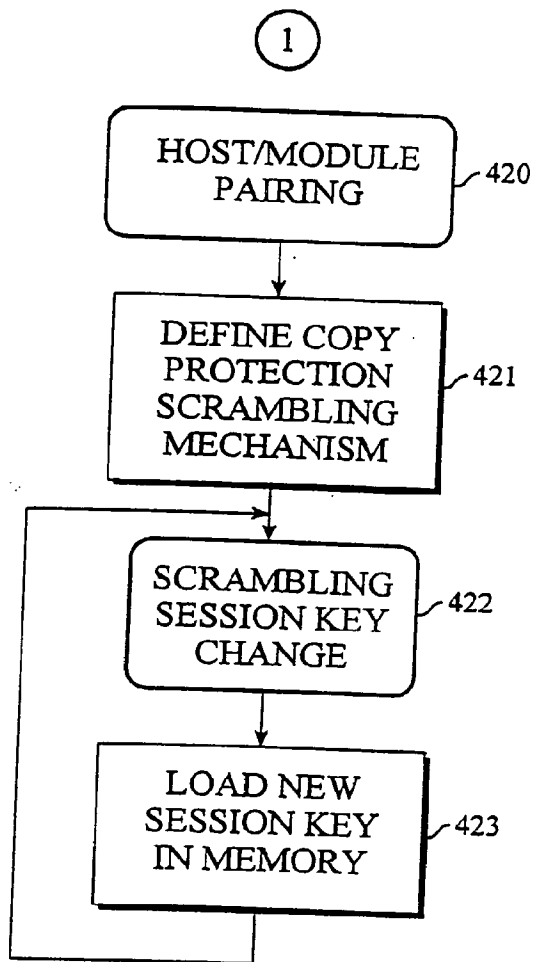 1
HOST/MODULE
PAIRING
420
DEFINE COPY
PROTECTION
SCRAMBLING
MECHANISM
421
SCRAMBLING
SESSION KEY
CHANGE
422
LOAD NEW
SESSION KEY
IN MEMORY
423